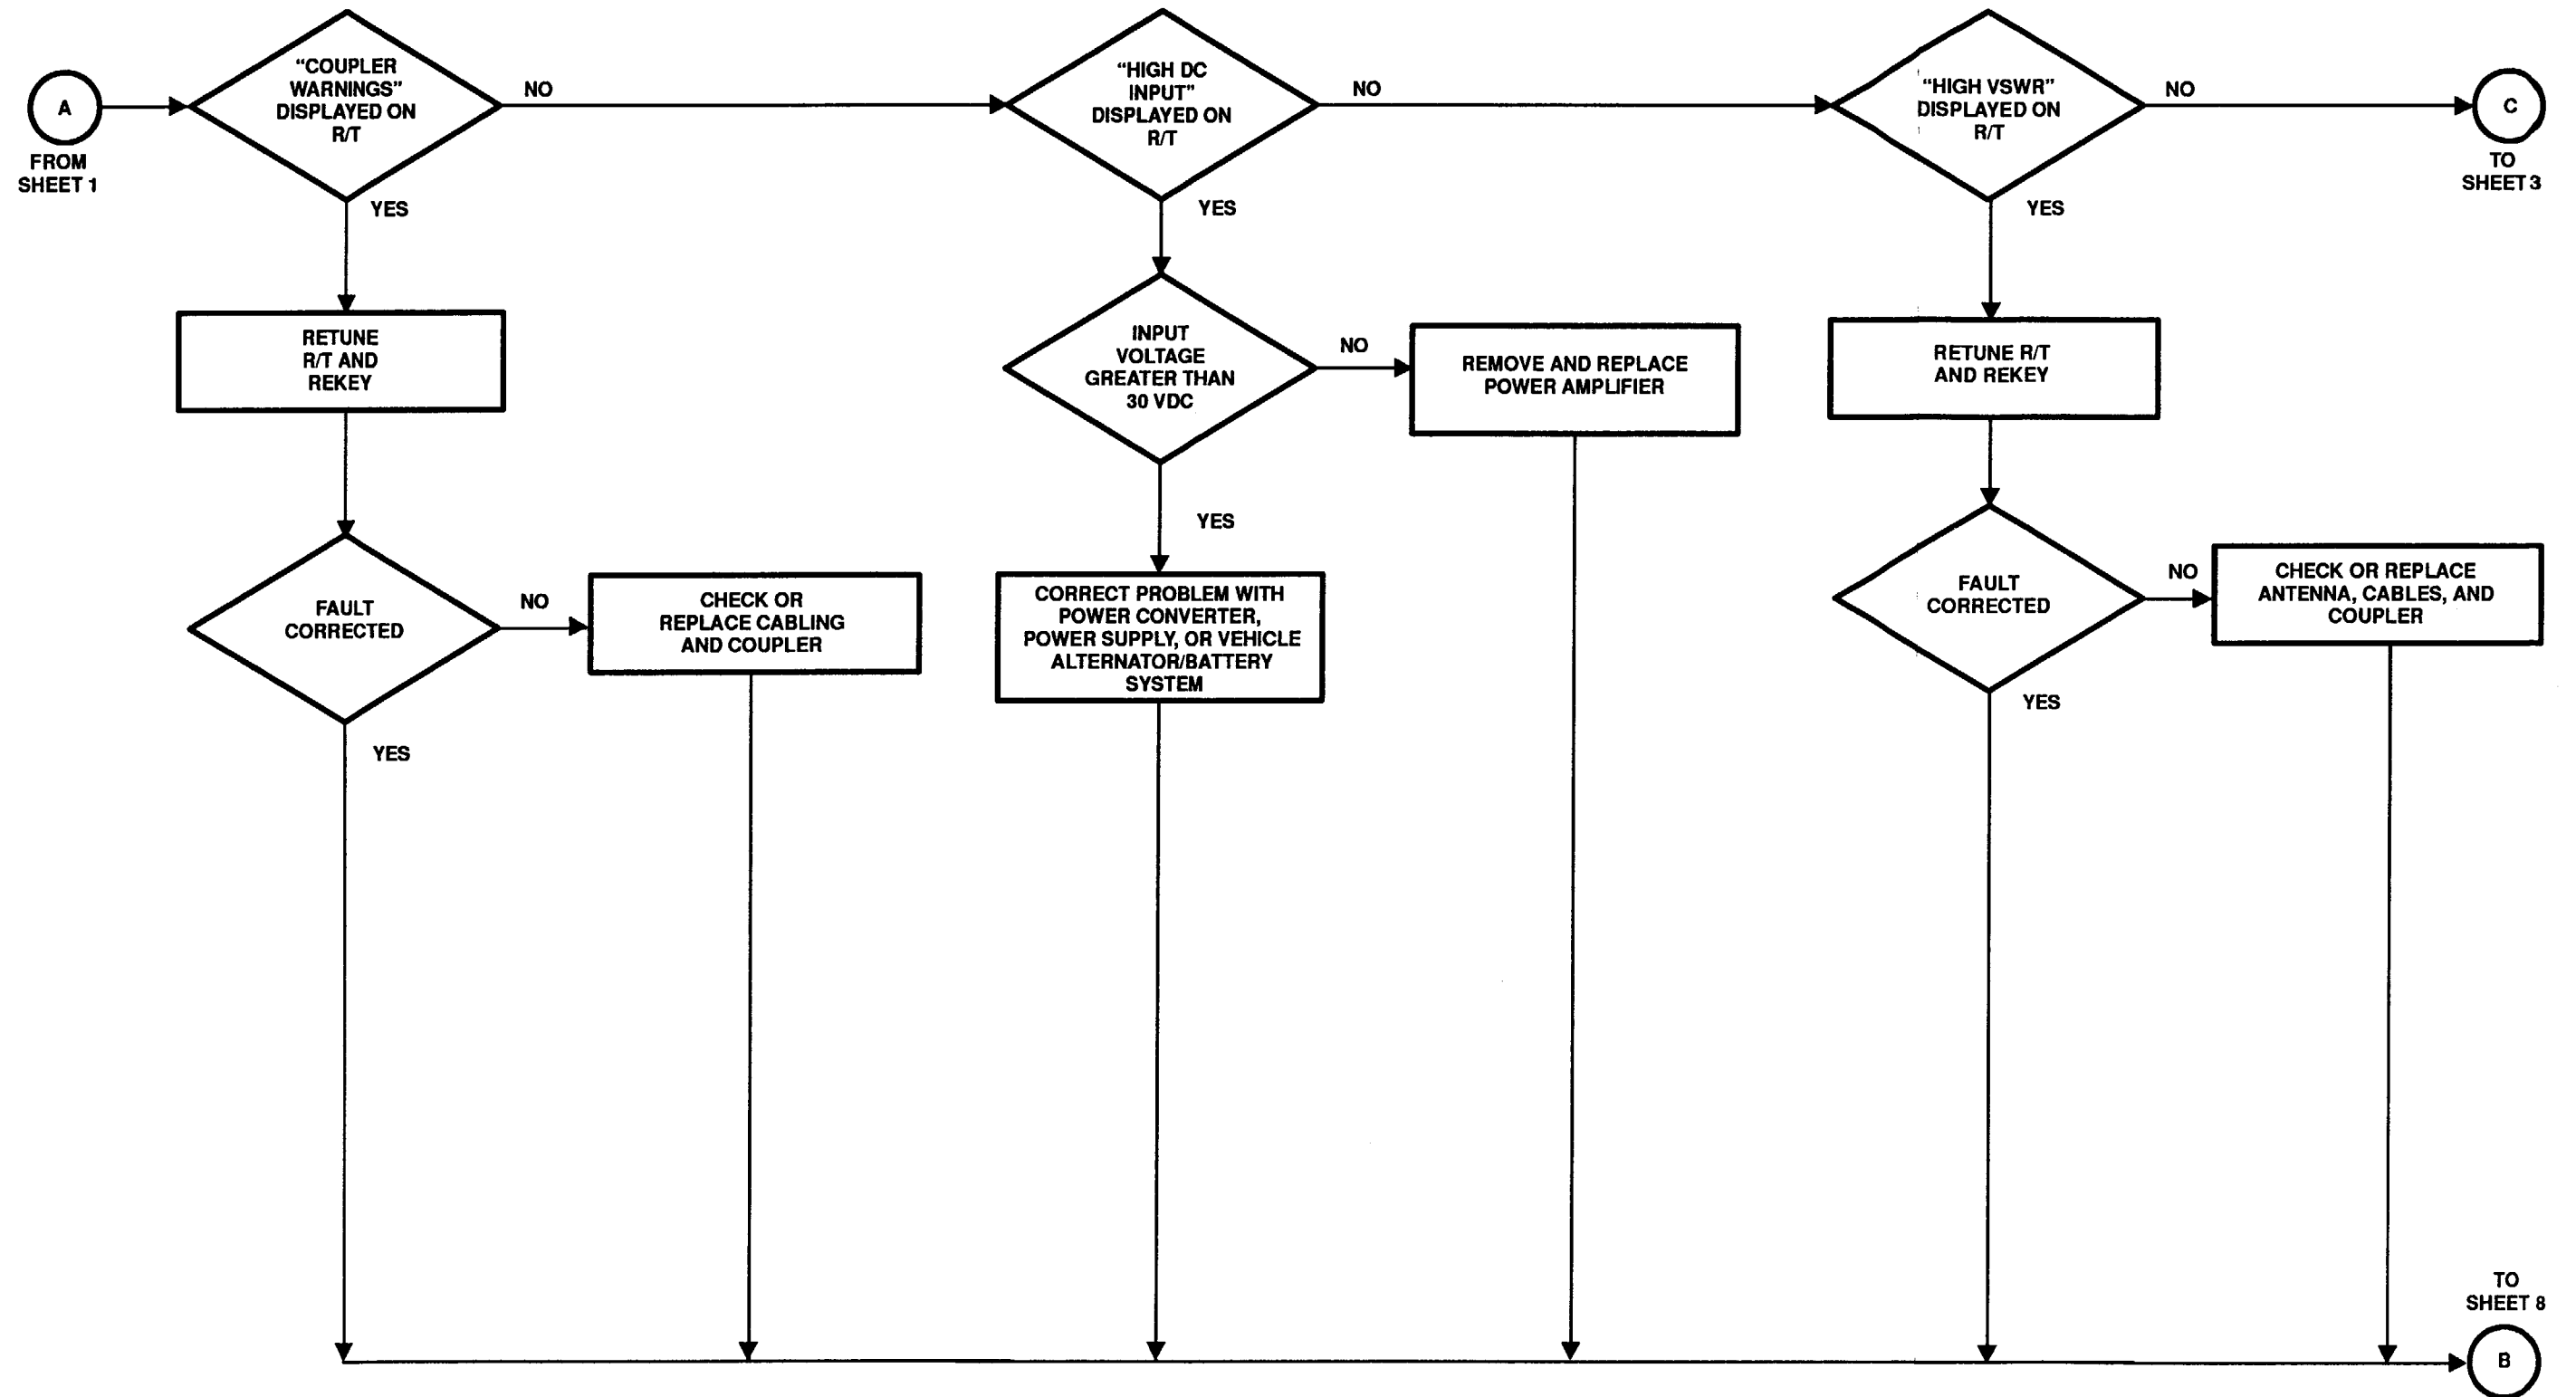 A
FROM
SHEET 1
“COUPLER
WARNINGS”
DISPLAYED ON
R/T
NO
YES
“HIGH DC
INPUT”
DISPLAYED ON
R/T
NO
YES
“HIGH VSWR”
DISPLAYED ON
R/T
NO
YES
C
TO
SHEET 3
RETUNE
R/T AND
REKEY
INPUT
VOLTAGE
GREATER THAN
30 VDC
NO
YES
REMOVE AND REPLACE
POWER AMPLIFIER
RETUNE R/T
AND REKEY
FAULT
CORRECTED
NO
YES
CHECK OR
REPLACE CABLING
AND COUPLER
CORRECT PROBLEM WITH
POWER CONVERTER,
POWER SUPPLY, OR VEHICLE
ALTERNATOR/BATTERY
SYSTEM
FAULT
CORRECTED
NO
YES
CHECK OR REPLACE
ANTENNA, CABLES, AND
COUPLER
TO
SHEET 8
B